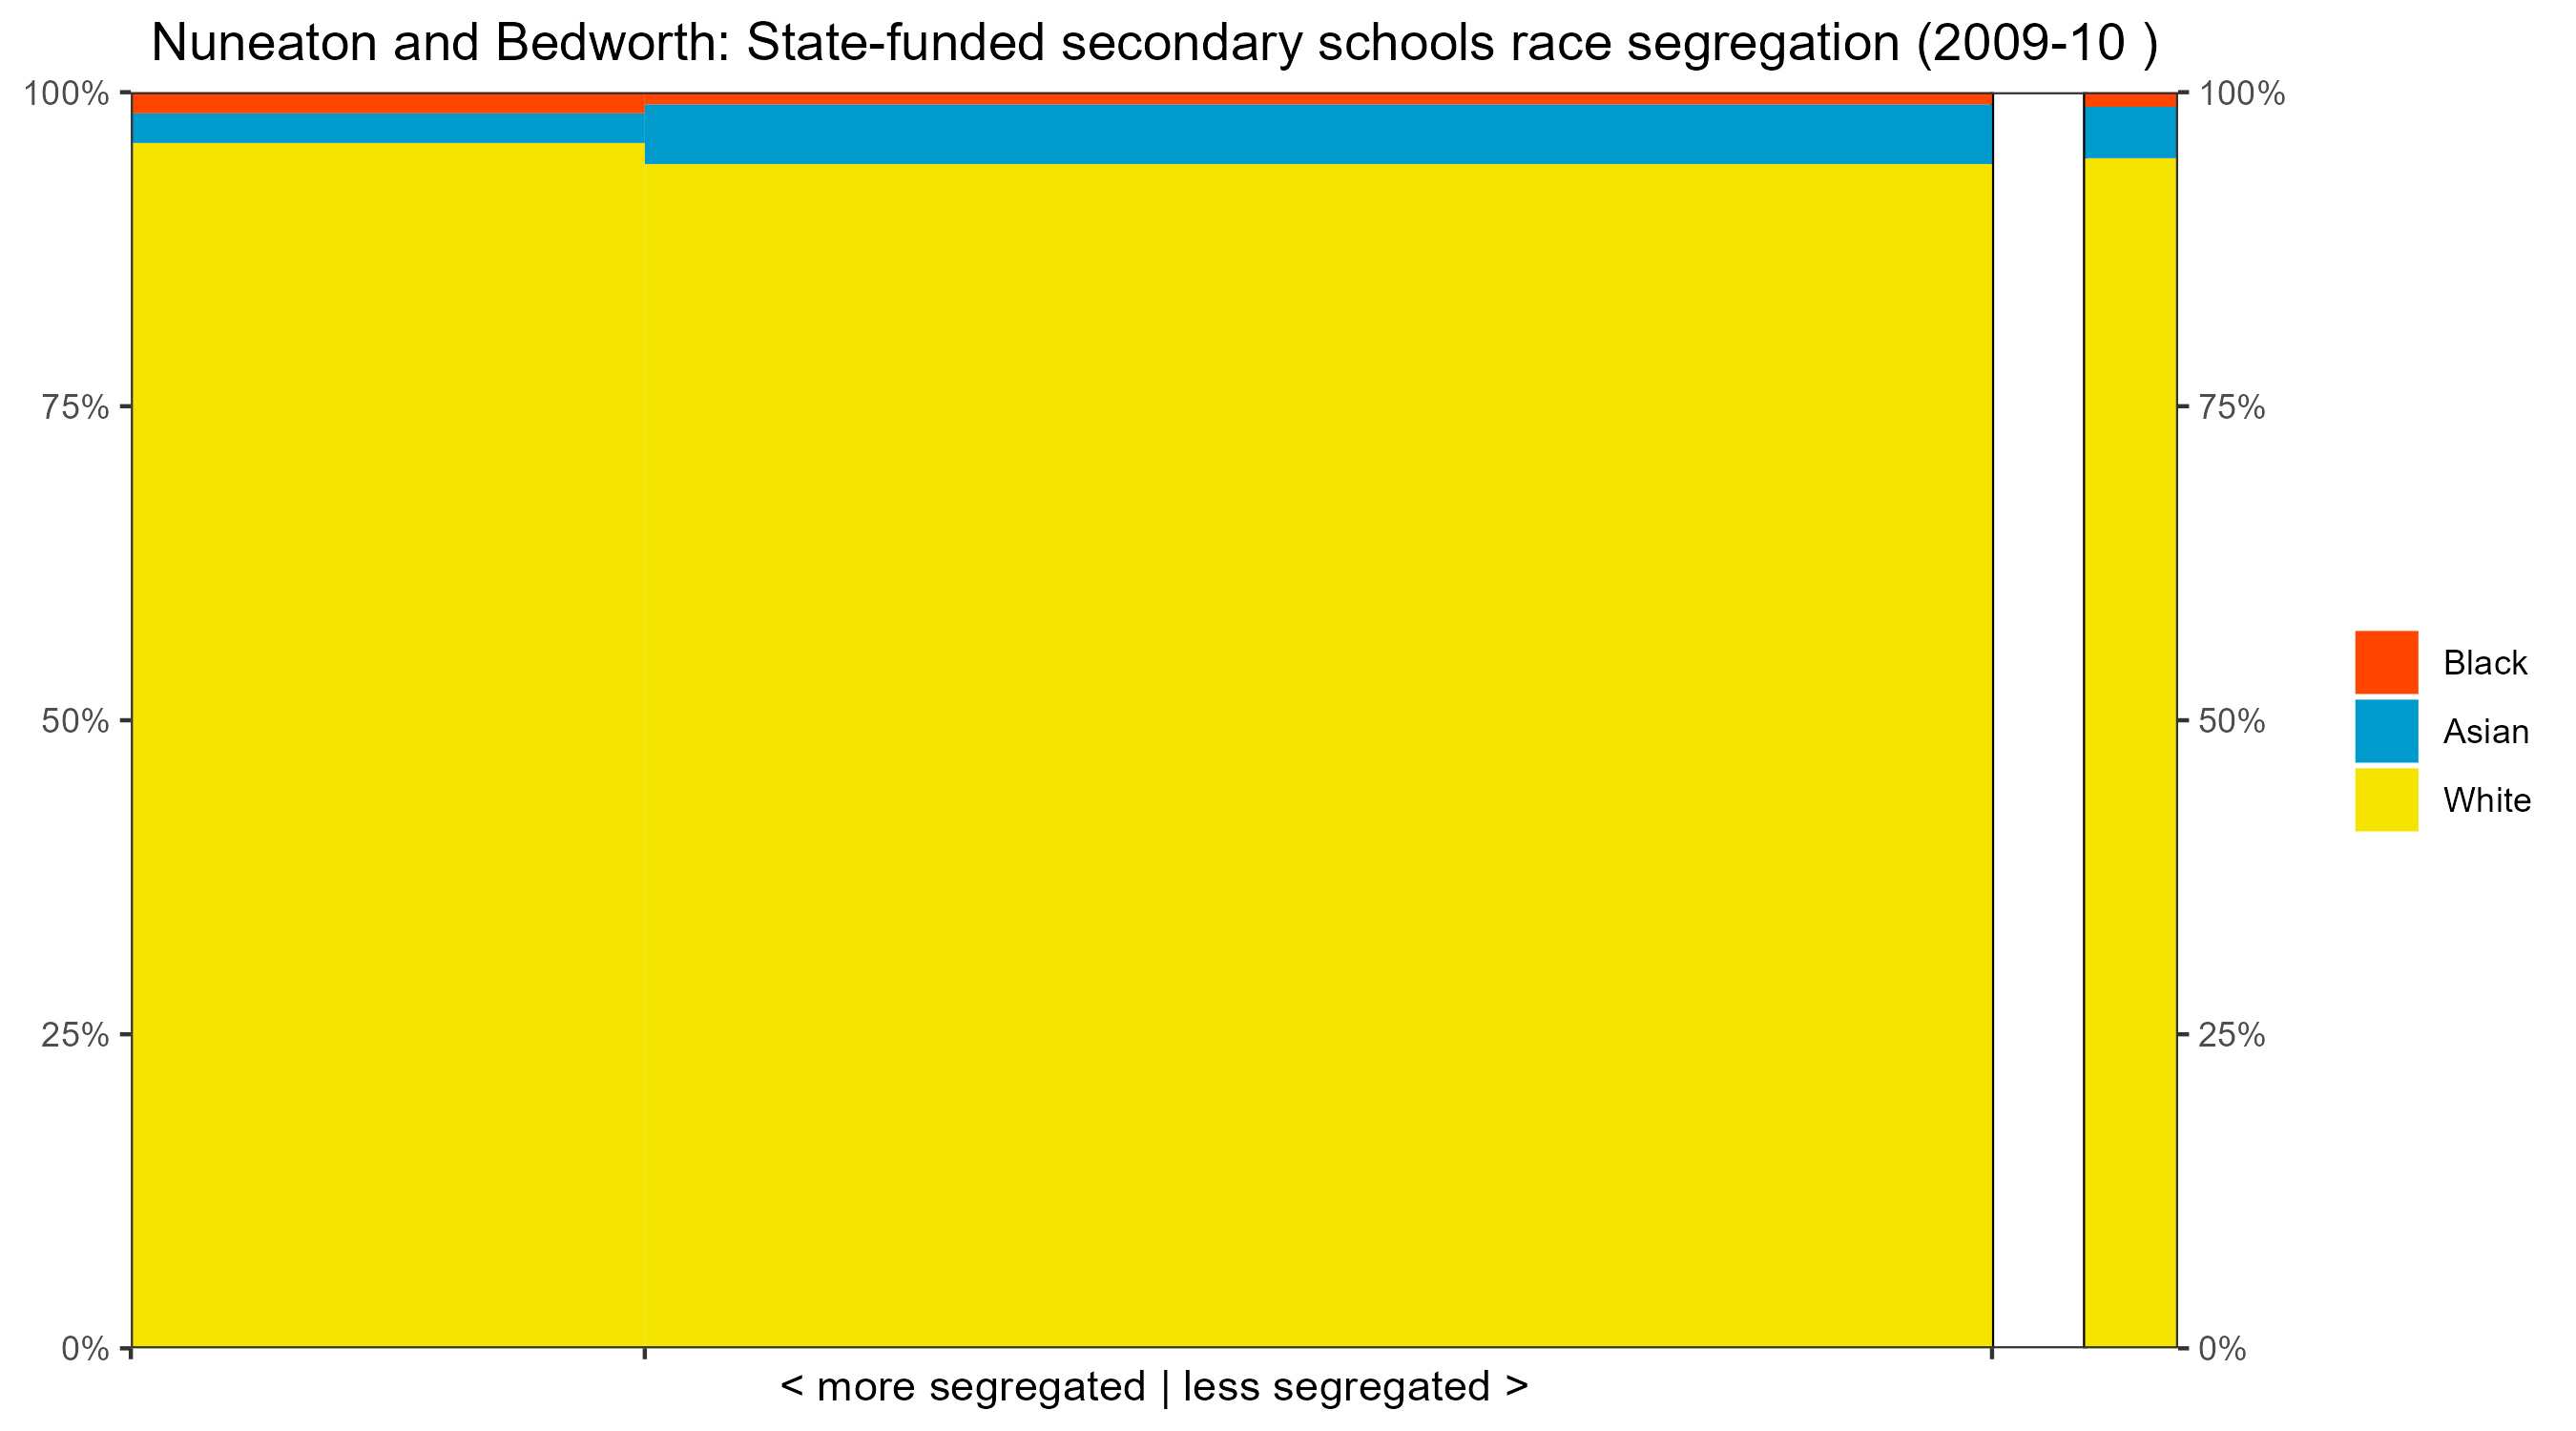 Nuneaton and Bedworth: State-funded secondary schools race segregation (2009-10 )
100%
75%
50%
25%
0%
100%
75%
50%
25%
0%
Black
Asian
White
< more segregated | less segregated >